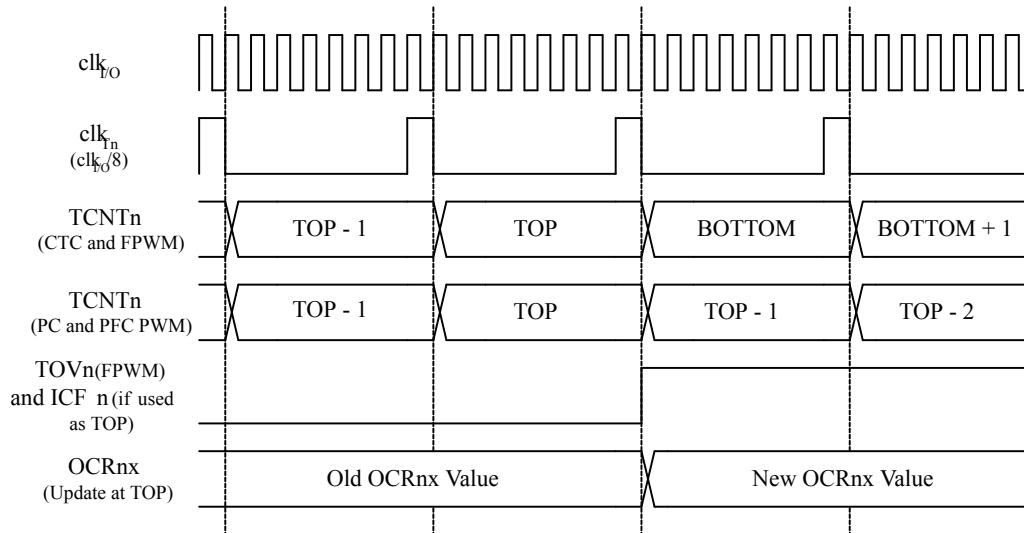 clkI/O
clkTn
(clkI/O/8)
TCNTn
(CTC and FPWM)
TOP - 1
TOP
BOTTOM
BOTTOM + 1
TCNTn
(PC and PFC PWM)
TOP - 1
TOP
TOP - 1
TOP - 2
TOVn(FPWM)
and ICF n (if used
as TOP)
OCRnx
(Update at TOP)
Old OCRnx Value
New OCRnx Value